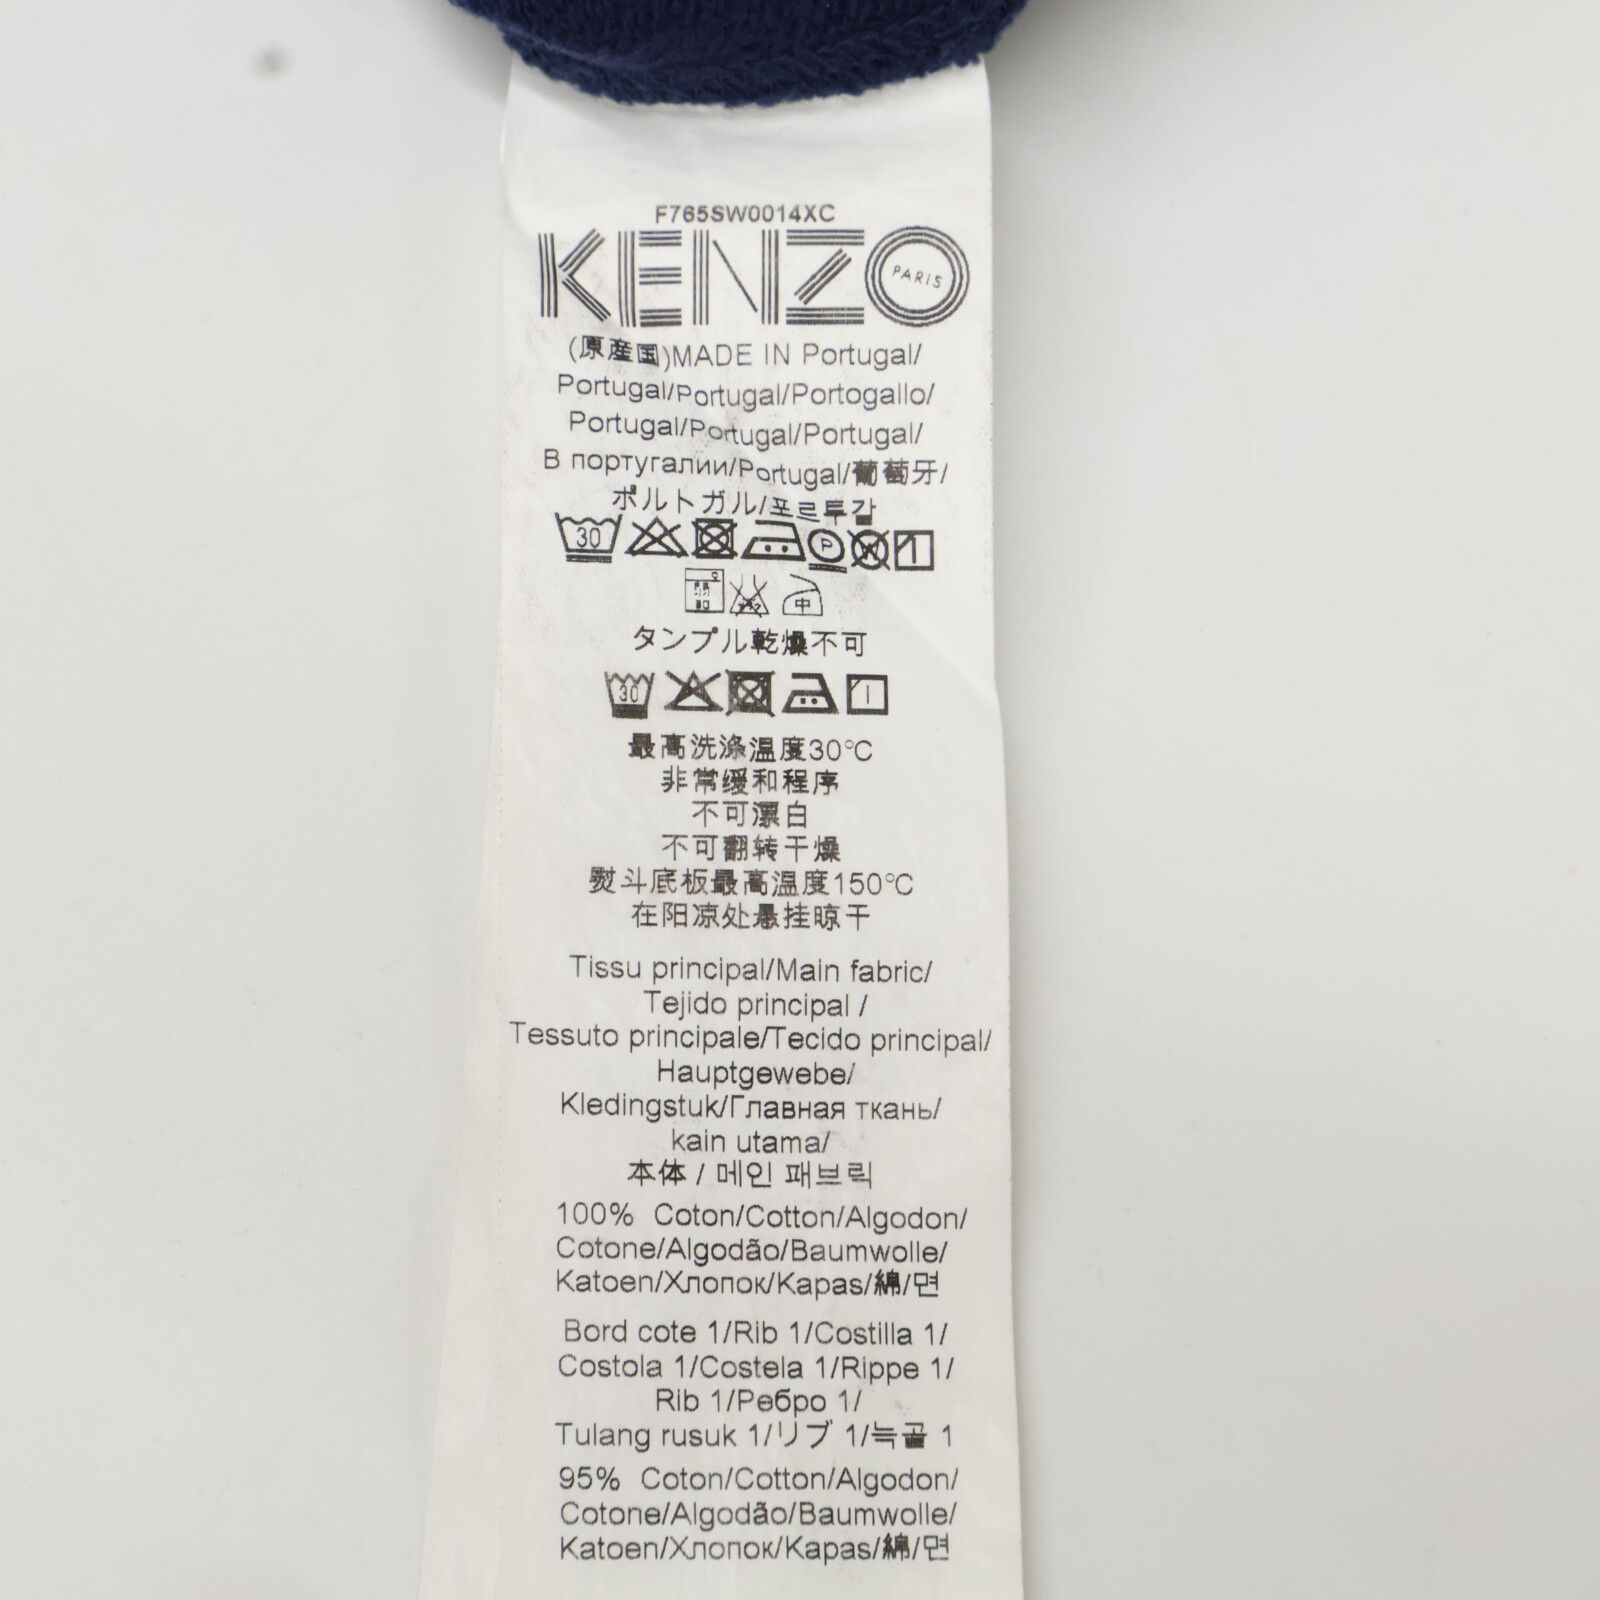 F765SW0014XC
KENZO PARIS
(原産国)MADE IN Portugal/
Portugal/Portugal/Portogallo/
Portugal/Portugal/Portugal/
В португалии/Portugal/葡萄牙/
ポルトガル/포르투갈
30 P W
中
タンプル乾燥不可
30
最高洗涤温度30°C
非常缓和程序
不可漂白
不可翻转干燥
熨斗底板最高温度150°C
在阳凉处悬挂晾干
Tissu principal/Main fabric/
Tejido principal /
Tessuto principale/Tecido principal/
Hauptgewebe/
Kledingstuk/Главная ткань/
kain utama/
本体 / 메인 패브릭
100% Coton/Cotton/Algodon/
Cotone/Algodão/Baumwolle/
Katoen/Хлопок/Kapas/綿/면
Bord cote 1/Rib 1/Costilla 1/
Costola 1/Costela 1/Rippe 1/
Rib 1/Ребро 1/
Tulang rusuk 1/リブ 1/늑골 1
95% Coton/Cotton/Algodon/
Cotone/Algodão/Baumwolle/
Katoen/Хлопок/Kapas/綿/면